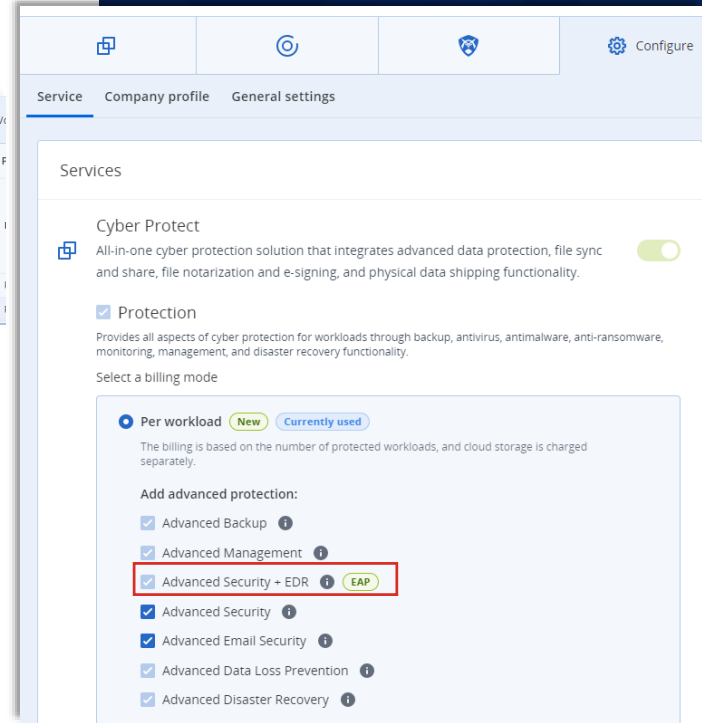 Configure
Service Company profile General settings
Services
Cyber Protect
All-in-one cyber protection solution that integrates advanced data protection, file sync
and share, file notarization and e-signing, and physical data shipping functionality.
Protection
Provides all aspects of cyber protection for workloads through backup, antivirus, antimalware, anti-ransomware,
monitoring, management, and disaster recovery functionality.
Select a billing mode
Per workload New Currently used
The billing is based on the number of protected workloads, and cloud storage is charged
separately.
Add advanced protection:
Advanced Backup
Advanced Management
Advanced Security + EDR EAP
Advanced Security
Advanced Email Security
Advanced Data Loss Prevention
Advanced Disaster Recovery